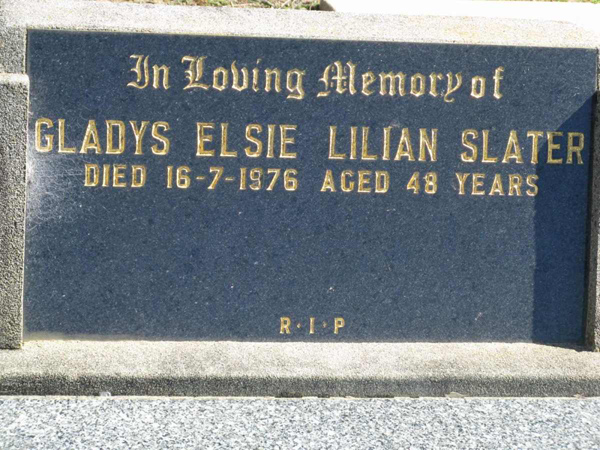 In Loving Memory of
GLADYS ELSIE LILIAN SLATER
DIED 16-7-1976 AGED 48 YEARS
R·I·P